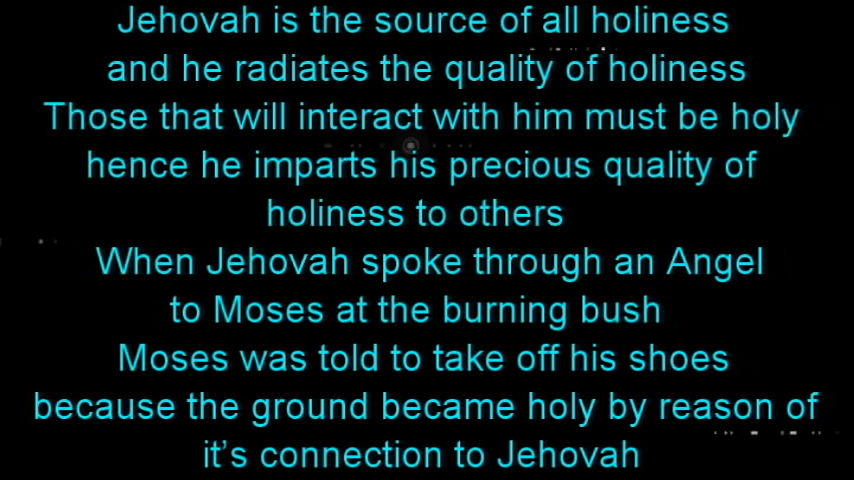 Jehovah is the source of all holiness
and he radiates the quality of holiness
Those that will interact with him must be holy
hence he imparts his precious quality of
holiness to others
When Jehovah spoke through an Angel
to Moses at the burning bush
Moses was told to take off his shoes
because the ground became holy by reason of
it’s connection to Jehovah